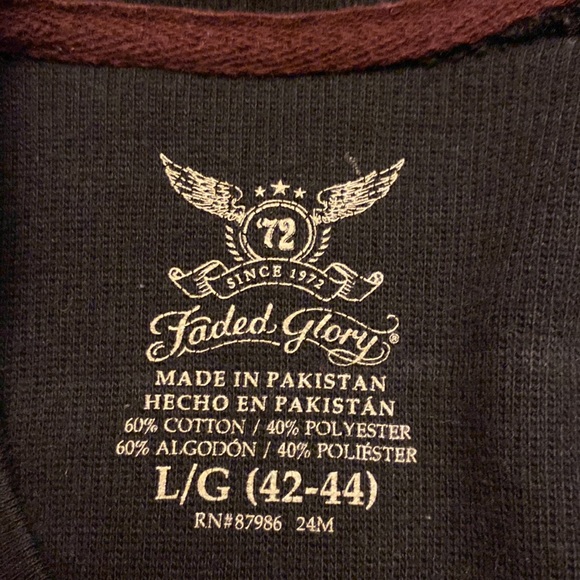 '72
SINCE 1972
Faded Glory®
MADE IN PAKISTAN
HECHO EN PAKISTÁN
60% COTTON / 40% POLYESTER
60% ALGODÓN / 40% POLIÉSTER
L/G (42-44)
RN#87986 24M